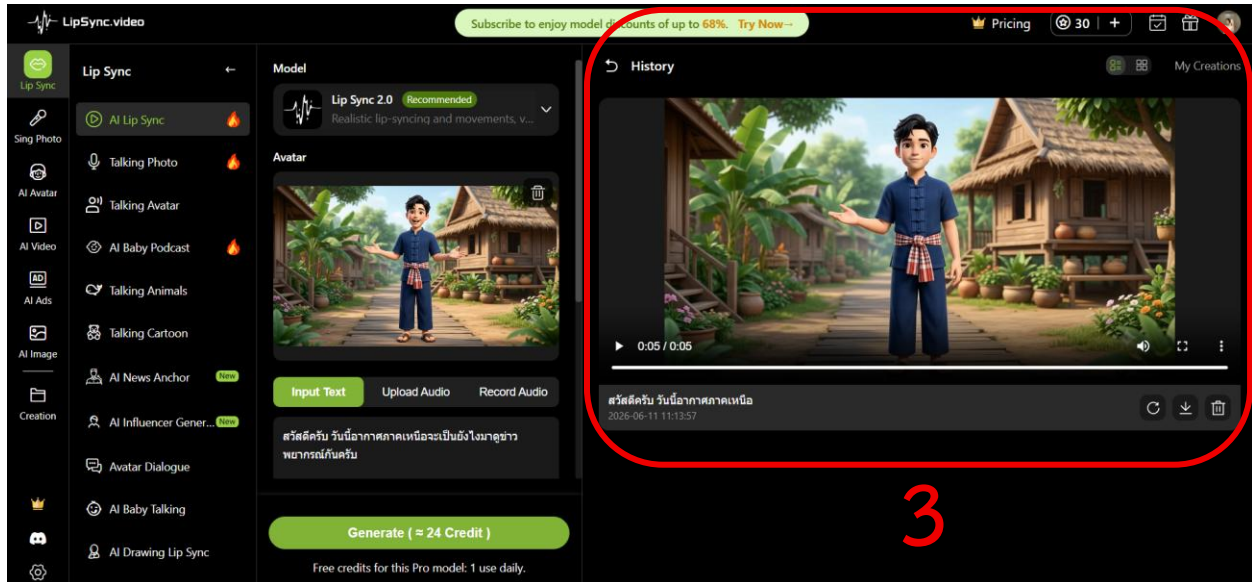 LipSync.video
Subscribe to enjoy model discounts of up to 68%. Try Now→
Pricing
30 | +
Lip Sync
Sing Photo
AI Avatar
AI Video
AD
AI Ads
AI Image
Creation
Lip Sync ←
AI Lip Sync
Talking Photo
Talking Avatar
AI Baby Podcast
Talking Animals
Talking Cartoon
AI News Anchor New
AI Influencer Gener... New
Avatar Dialogue
AI Baby Talking
AI Drawing Lip Sync
Model
Lip Sync 2.0 Recommended
Realistic lip-syncing and movements, v...
Avatar
Input Text Upload Audio Record Audio
สวัสดีครับ วันนี้อากาศภาคเหนือจะเป็นยังไงมาดูข่าว
พยากรณ์กันครับ
Generate ( ≈ 24 Credit )
Free credits for this Pro model: 1 use daily.
History
My Creations
0:05 / 0:05
สวัสดีครับ วันนี้อากาศภาคเหนือ
2026-06-11 11:13:57
3